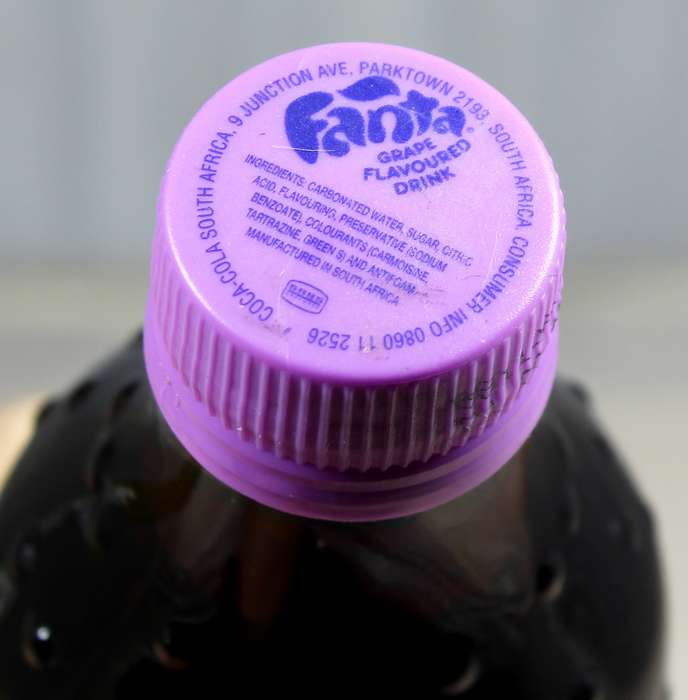 COCA-COLA SOUTH AFRICA, 9 JUNCTION AVE, PARKTOWN 2193, SOUTH AFRICA. CONSUMER INFO 0860 11 2526
Fanta
GRAPE
FLAVOURED
DRINK
INGREDIENTS: CARBONATED WATER, SUGAR, CITRIC
ACID, FLAVOURING, PRESERVATIVE (SODIUM
BENZOATE), COLOURANTS (CARMOISINE,
TARTRAZINE, GREEN S) AND ANTIFOAM
MANUFACTURED IN SOUTH AFRICA